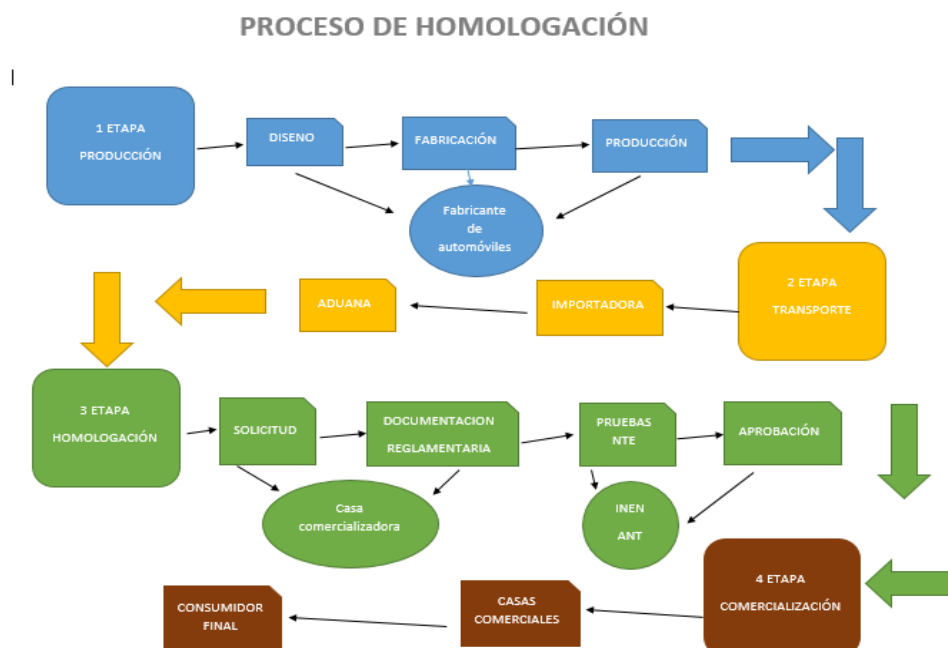 PROCESO DE HOMOLOGACIÓN
1 ETAPA
PRODUCCIÓN
DISENO
FABRICACIÓN
PRODUCCIÓN
Fabricante
de
automóviles
2 ETAPA
TRANSPORTE
IMPORTADORA
ADUANA
3 ETAPA
HOMOLOGACIÓN
SOLICITUD
DOCUMENTACION
REGLAMENTARIA
PRUEBAS
NTE
APROBACIÓN
Casa
comercializadora
INEN
ANT
4 ETAPA
COMERCIALIZACIÓN
CASAS
COMERCIALES
CONSUMIDOR
FINAL